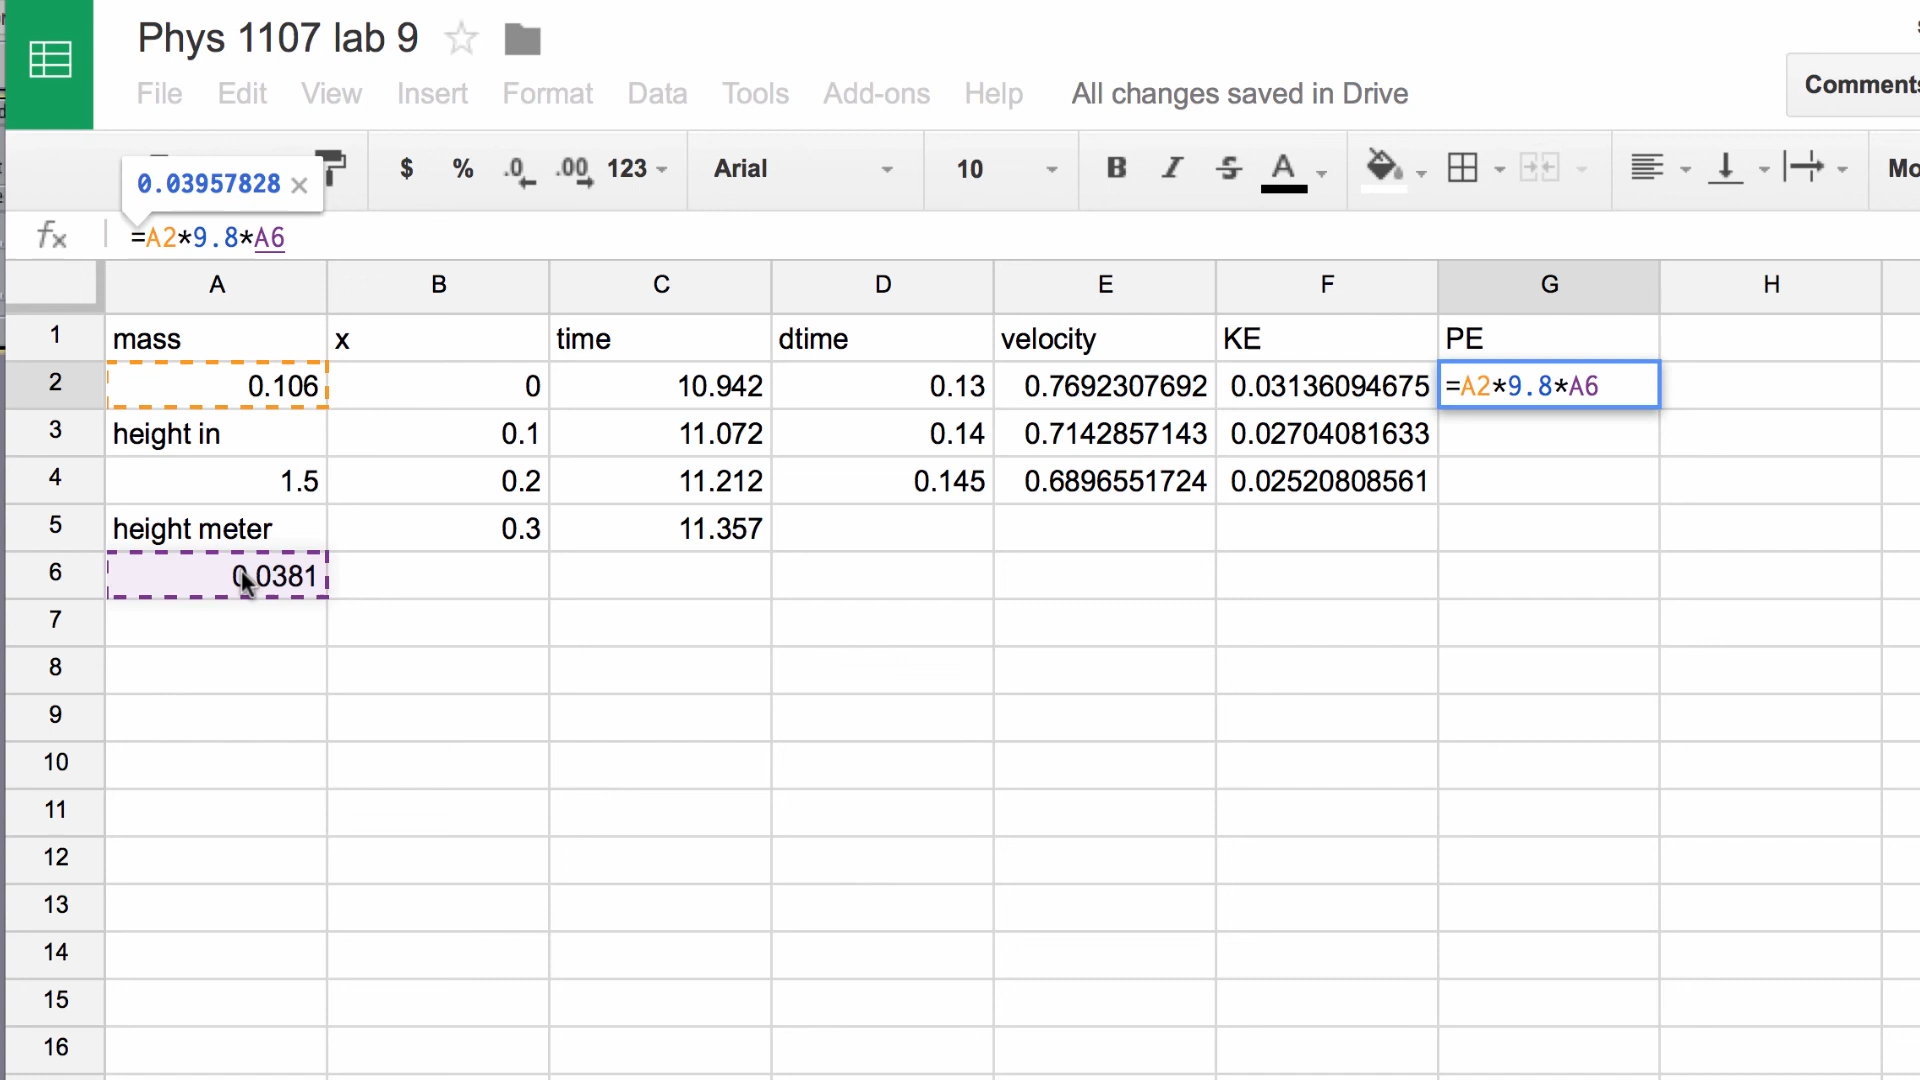 Phys 1107 lab 9
File Edit View Insert Format Data Tools Add-ons Help All changes saved in Drive
Comments
0.03957828 ×
$ % .0 .00 123 Arial 10 B I S A Mo
fx =A2*9.8*A6
A B C D E F G H
1 mass x time dtime velocity KE PE
2 0.106 0 10.942 0.13 0.7692307692 0.03136094675 =A2*9.8*A6
3 height in 0.1 11.072 0.14 0.7142857143 0.02704081633
4 1.5 0.2 11.212 0.145 0.6896551724 0.02520808561
5 height meter 0.3 11.357
6 0.0381
7
8
9
10
11
12
13
14
15
16